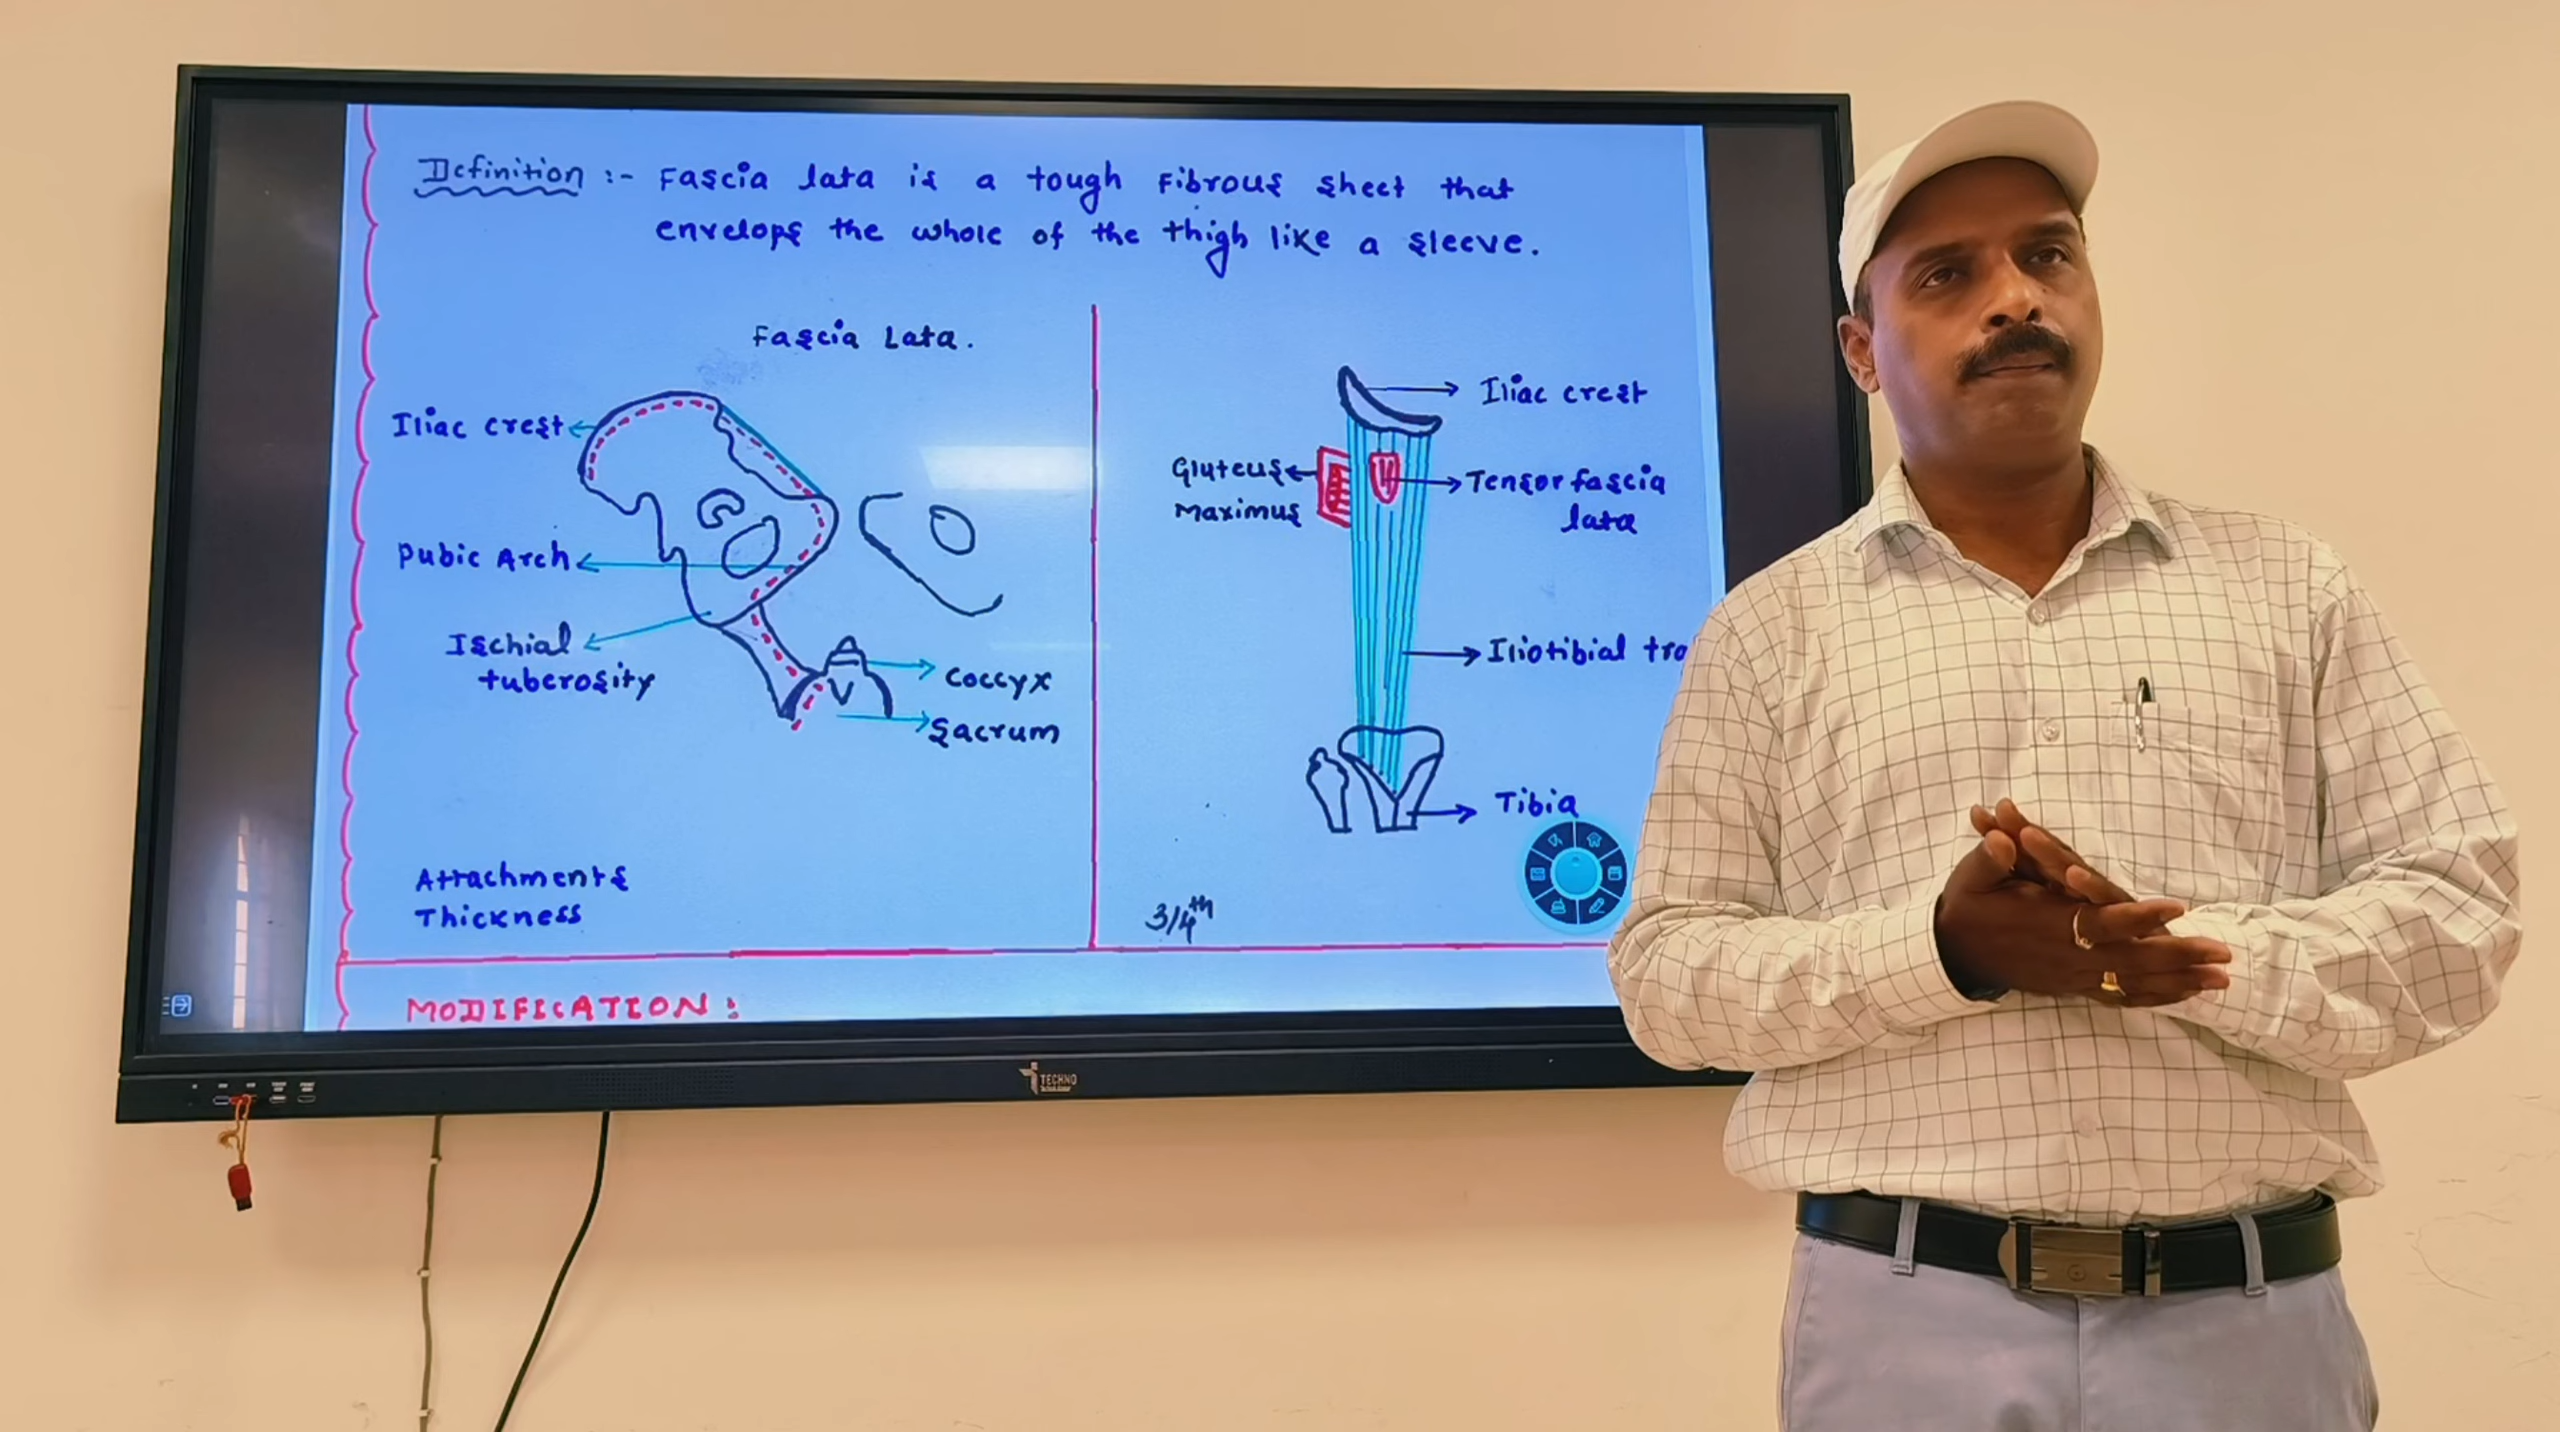 Definition :- Fascia lata is a tough Fibrous sheet that
envelops the whole of the thigh like a sleeve.
Fascia Lata.
Iliac crest
Pubic Arch
Ischial
tuberosity
Coccyx
Sacrum
Attachments
Thickness
Iliac crest
Gluteus
Maximus
Tensor fascia
lata
Iliotibial tra
Tibia
3/4th
MODIFICATION:
TECHNO